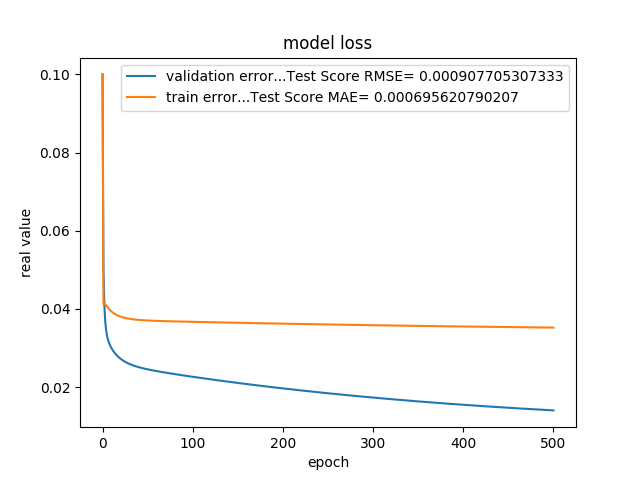 model loss
validation error...Test Score RMSE= 0.000907705307333
train error...Test Score MAE= 0.000695620790207
0.10
0.08
0.06
0.04
0.02
real value
0 100 200 300 400 500
epoch